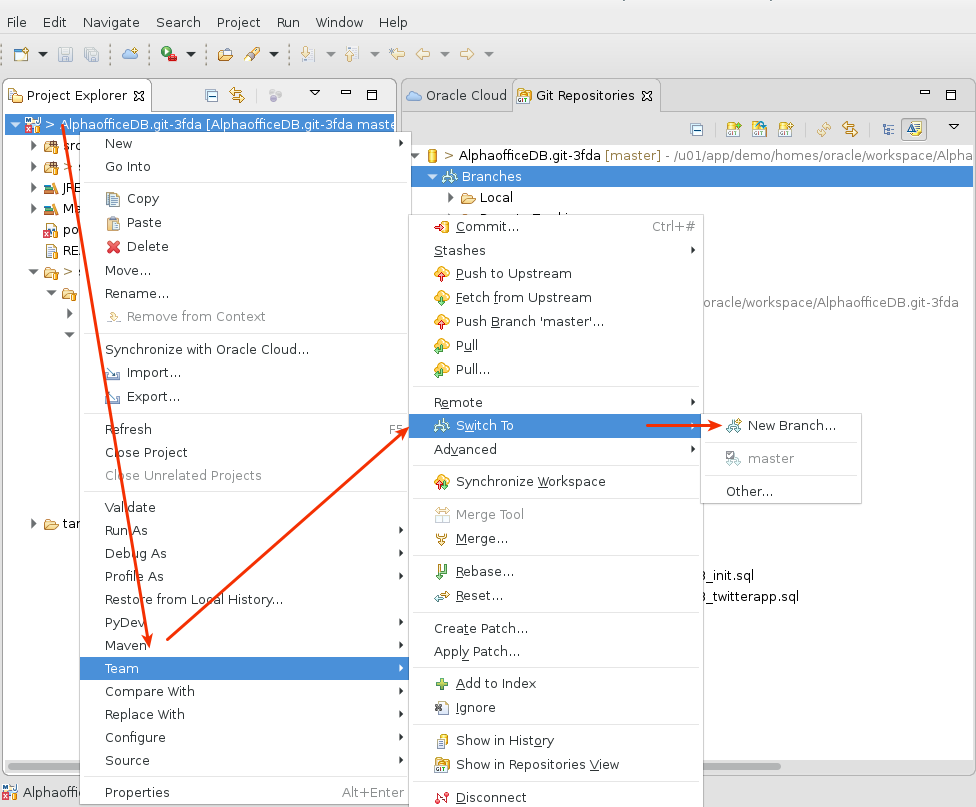 File Edit Navigate Search Project Run Window Help
Project Explorer
Oracle Cloud
Git Repositories
> AlphaofficeDB.git-3fda [AlphaofficeDB.git-3fda maste
> src
>
JRE
Ma
po
RE
>
tar
Alphaoffi
> AlphaofficeDB.git-3fda [master] - /u01/app/demo/homes/oracle/workspace/Alpha
Branches
Local
oracle/workspace/AlphaofficeDB.git-3fda
B_init.sql
B_twitterapp.sql
New
Go Into
Copy
Paste
Delete
Move...
Rename...
Remove from Context
Synchronize with Oracle Cloud...
Import...
Export...
Refresh F5
Close Project
Close Unrelated Projects
Validate
Run As
Debug As
Profile As
Restore from Local History...
PyDev
Maven
Team
Compare With
Replace With
Configure
Source
Properties Alt+Enter
Commit... Ctrl+#
Stashes
Push to Upstream
Fetch from Upstream
Push Branch 'master'...
Pull
Pull...
Remote
Switch To
Advanced
Synchronize Workspace
Merge Tool
Merge...
Rebase...
Reset...
Create Patch...
Apply Patch...
Add to Index
Ignore
Show in History
Show in Repositories View
Disconnect
New Branch...
master
Other...